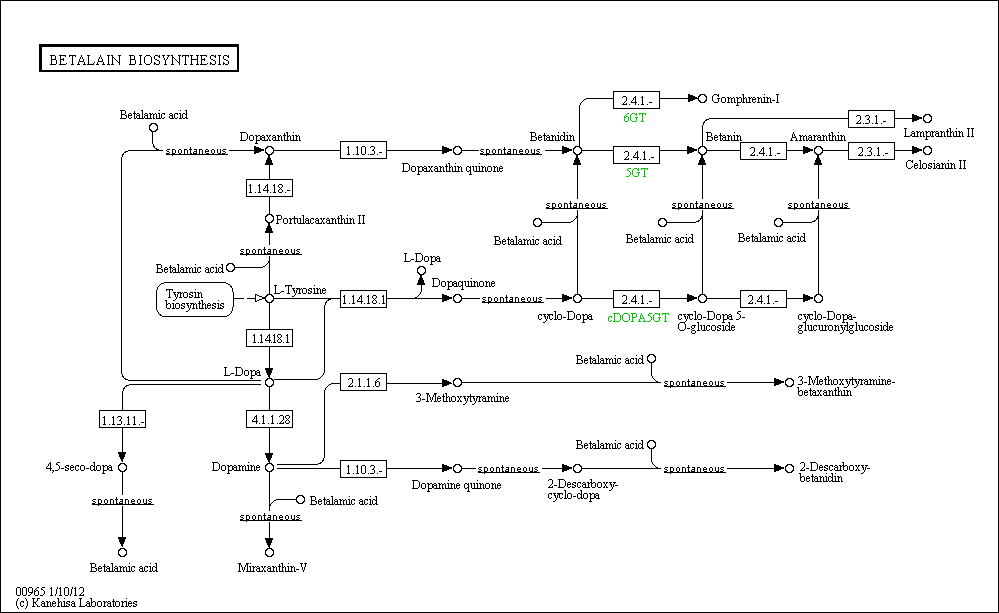 BETALAIN BIOSYNTHESIS
2.4.1.-
Gomphrenin-I
6GT
Betalamic acid
2.3.1.-
Lampranthin II
Dopaxanthin
Betanidin
Betanin
Amaranthin
spontaneous
1.10.3.-
spontaneous
2.4.1.-
2.4.1.-
2.3.1.-
Dopaxanthin quinone
5GT
Celosianin II
1.14.18.-
spontaneous
spontaneous
spontaneous
Portulacaxanthin II
Betalamic acid
Betalamic acid
Betalamic acid
spontaneous
Betalamic acid
L-Dopa
Dopaquinone
Tyrosin
biosynthesis
L-Tyrosine
1.14.18.1
spontaneous
2.4.1.-
2.4.1.-
cyclo-Dopa
cDOPA5GT
cyclo-Dopa 5-
O-glucoside
cyclo-Dopa-
glucuronylglucoside
1.14.18.1
L-Dopa
Betalamic acid
2.1.1.6
spontaneous
3-Methoxytyramine
3-Methoxytyramine-
betaxanthin
1.13.11.-
4.1.1.28
Betalamic acid
4,5-seco-dopa
Dopamine
1.10.3.-
spontaneous
spontaneous
Dopamine quinone
2-Descarboxy-
cyclo-dopa
2-Descarboxy-
betanidin
spontaneous
Betalamic acid
spontaneous
Betalamic acid
Miraxanthin-V
00965 1/10/12
(c) Kanehisa Laboratories